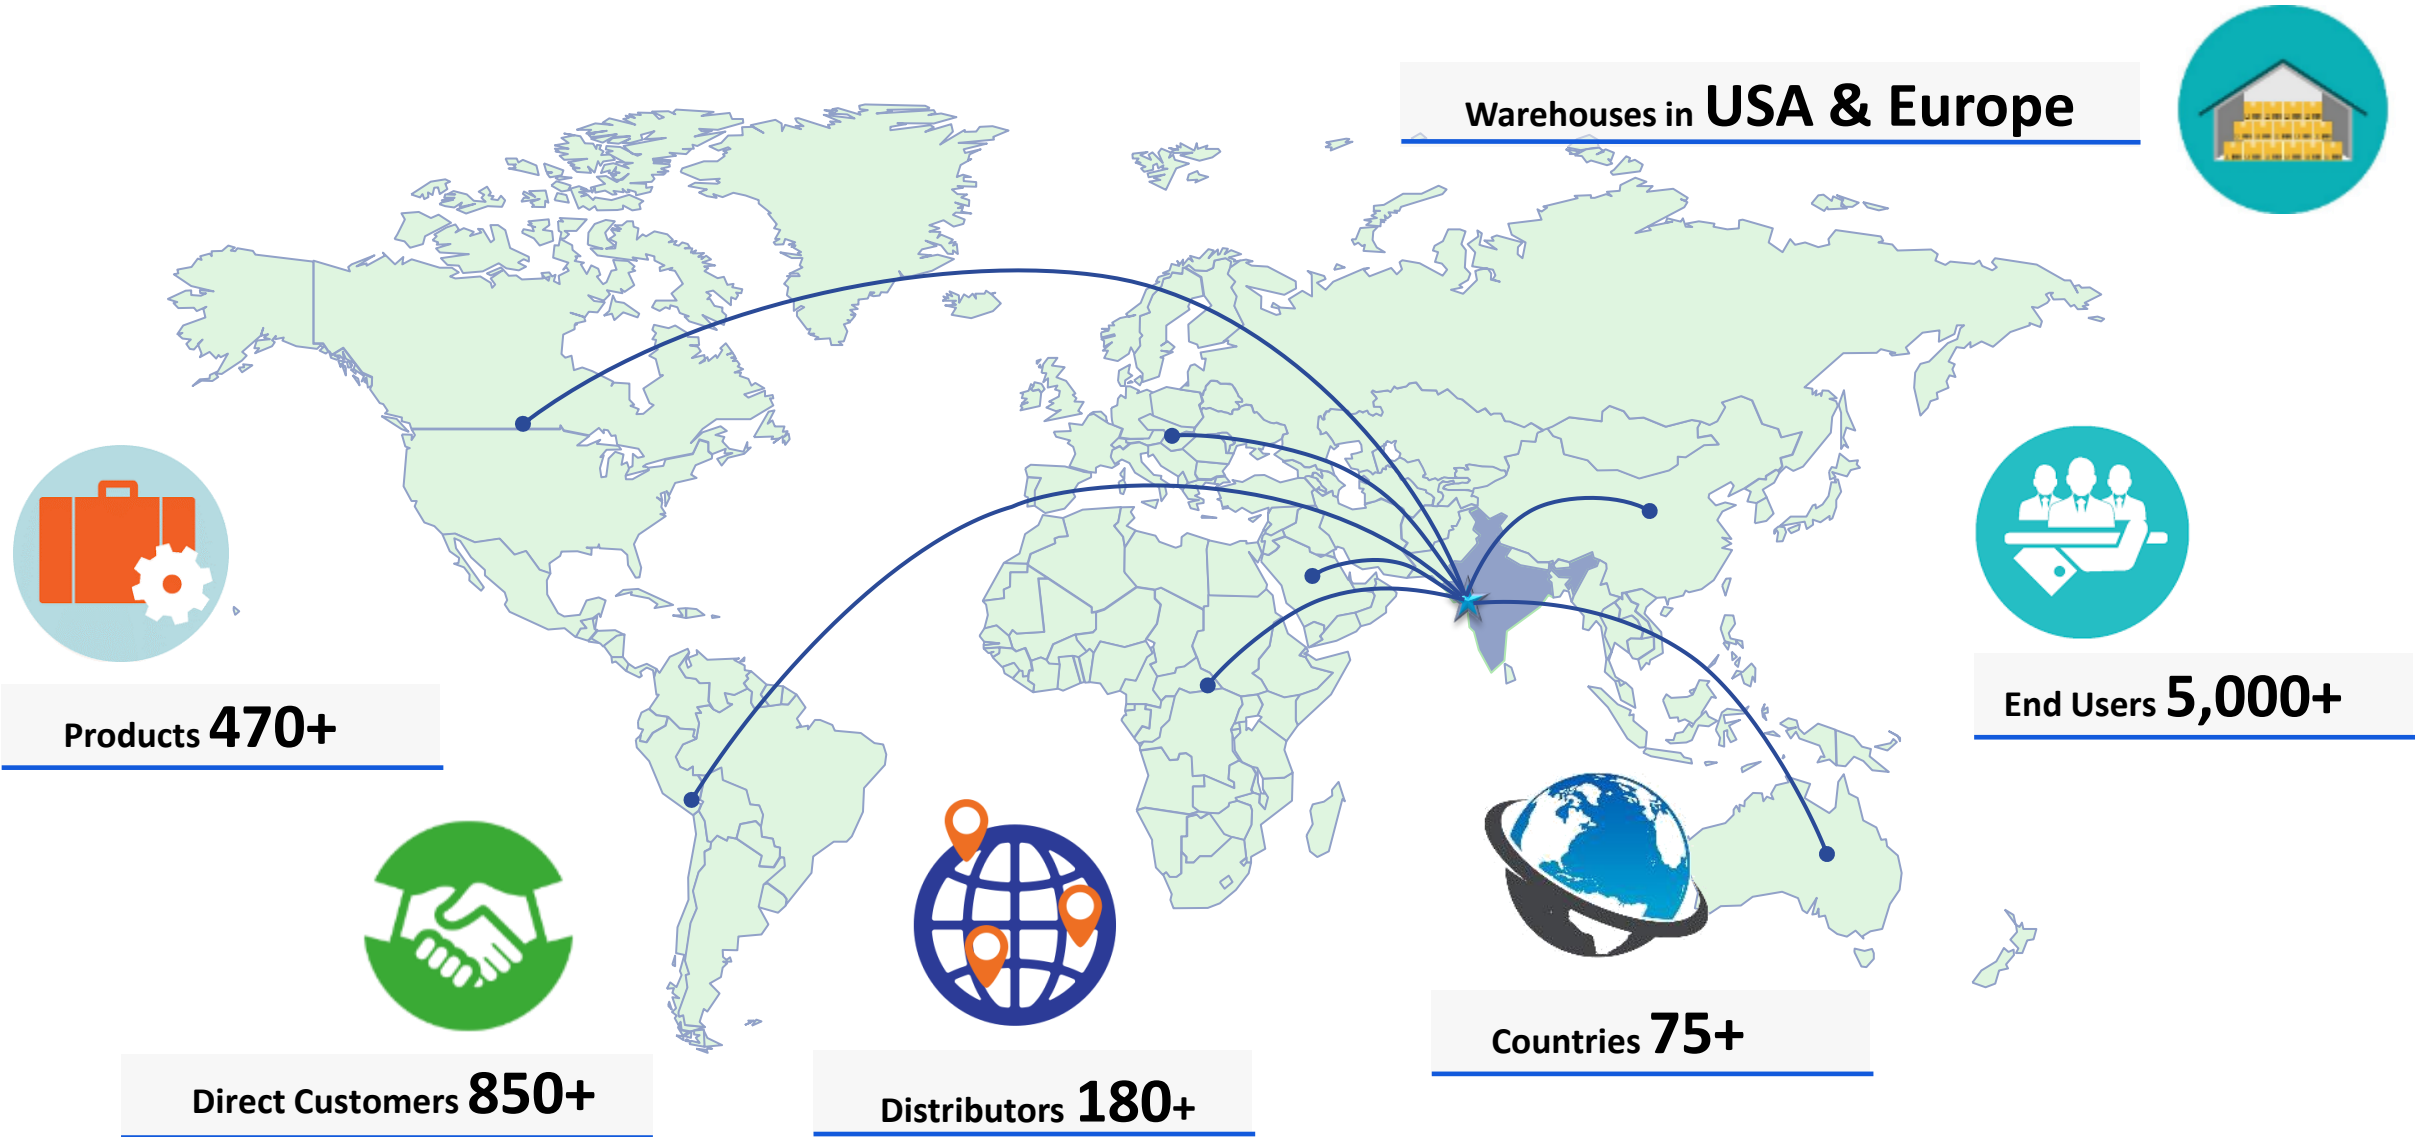 Warehouses in USA & Europe
Products 470+
End Users 5,000+
Direct Customers 850+
Distributors 180+
Countries 75+